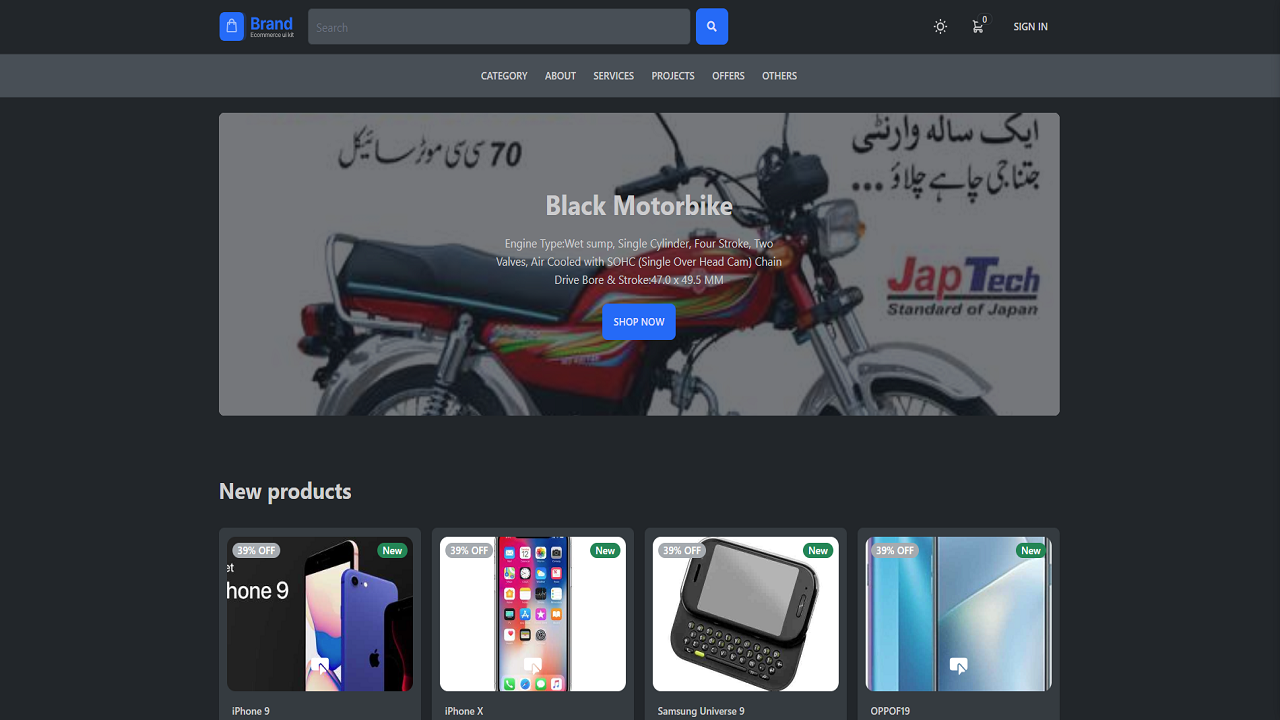 Brand
Ecommerce ui kit
Search
0
SIGN IN
CATEGORY ABOUT SERVICES PROJECTS OFFERS OTHERS
70 سی سی موٹر سائیکل
ایک سالہ وارنٹی
جتنا جی چاہے چلاؤ ...
Black Motorbike
Engine Type:Wet sump, Single Cylinder, Four Stroke, Two
Valves, Air Cooled with SOHC (Single Over Head Cam) Chain
Drive Bore & Stroke:47.0 x 49.5 MM
JapTech
Standard of Japan
SHOP NOW
New products
39% OFF New
et
hone 9
iPhone 9
39% OFF New
iPhone X
39% OFF New
Samsung Universe 9
39% OFF New
OPPOF19